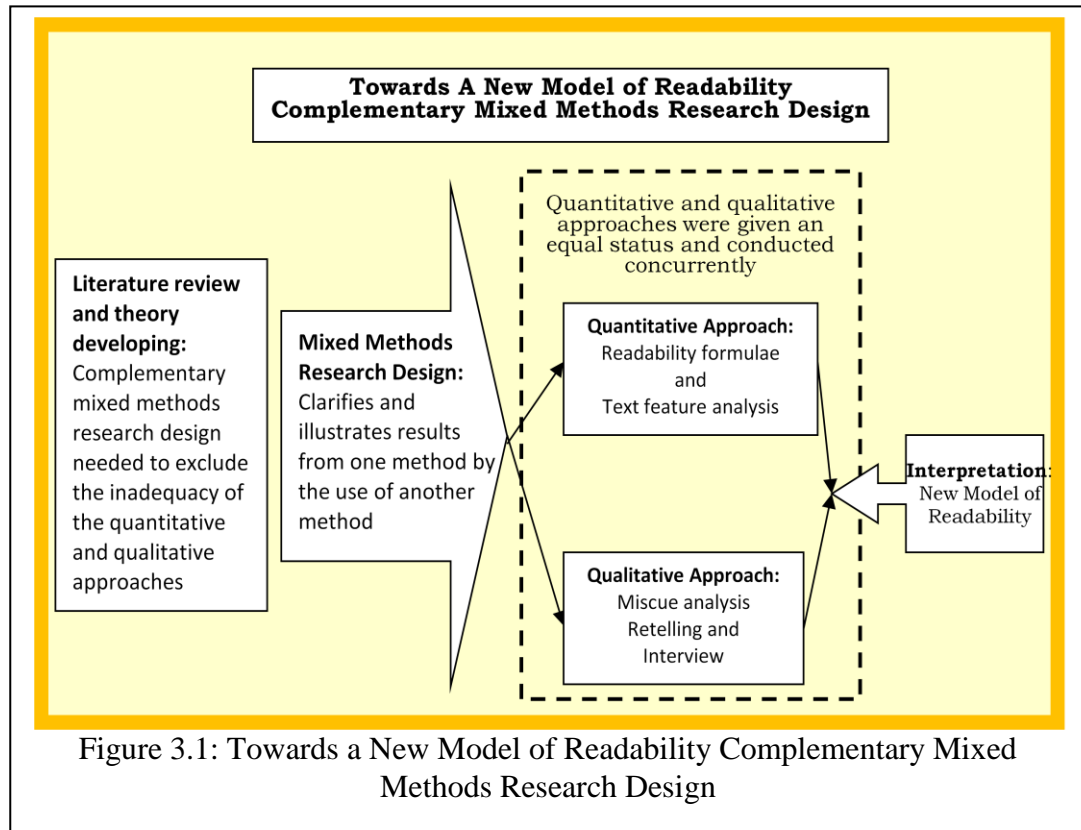 Towards A New Model of Readability
Complementary Mixed Methods Research Design
Literature review
and theory
developing:
Complementary
mixed methods
research design
needed to exclude
the inadequacy of
the quantitative
and qualitative
approaches
Mixed Methods
Research Design:
Clarifies and
illustrates results
from one method by
the use of another
method
Quantitative and qualitative
approaches were given an
equal status and conducted
concurrently
Quantitative Approach:
Readability formulae
and
Text feature analysis
Qualitative Approach:
Miscue analysis
Retelling and
Interview
Interpretation:
New Model of
Readability
Figure 3.1: Towards a New Model of Readability Complementary Mixed
Methods Research Design